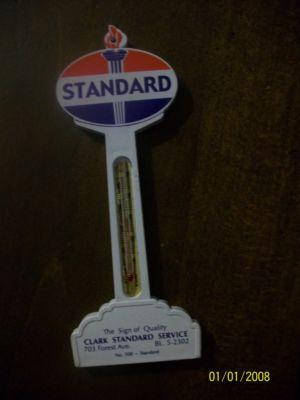 STANDARD
The Sign of Quality
CLARK STANDARD SERVICE
703 Forest Ave. BL. 5-2302
No. 500 — Standard
01/01/2008